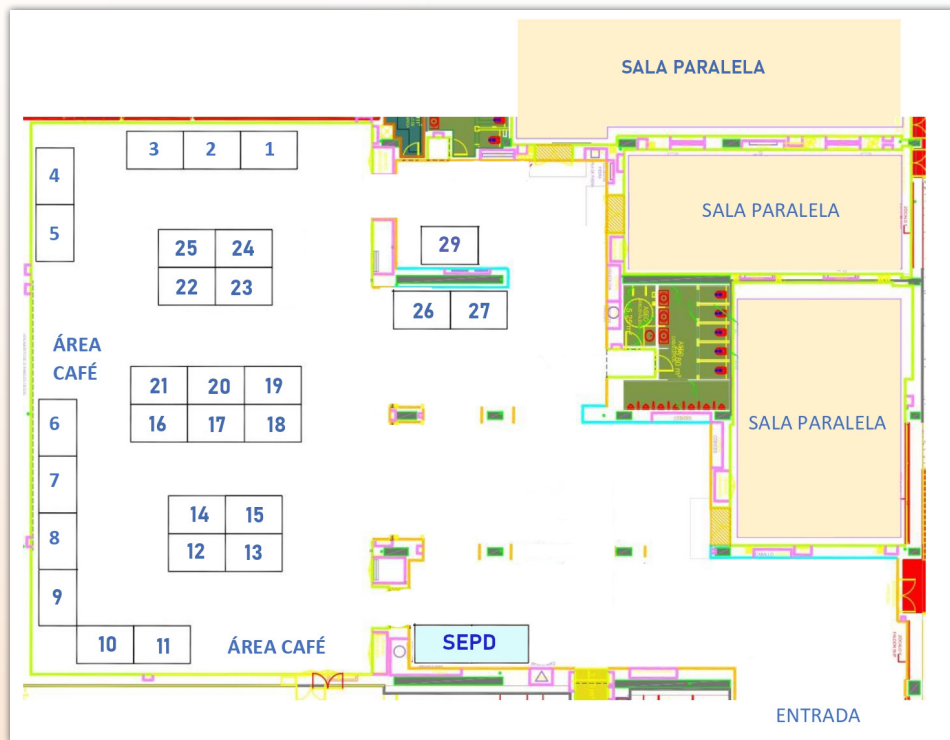 SALA PARALELA
3 2 1
4
5
SALA PARALELA
25 24
22 23
29
26 27
ÁREA
CAFÉ
21 20 19
16 17 18
6
7
8
9
SALA PARALELA
14 15
12 13
10 11
ÁREA CAFÉ
SEPD
ENTRADA